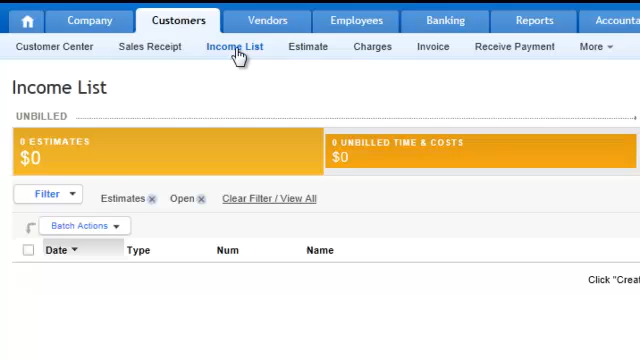 Company Customers Vendors Employees Banking Reports Accounta
Customer Center Sales Receipt Income List Estimate Charges Invoice Receive Payment More
Income List
UNBILLED
0 ESTIMATES 0 UNBILLED TIME & COSTS
$0 $0
Filter Estimates Open Clear Filter / View All
Batch Actions
Date Type Num Name
Click "Creat